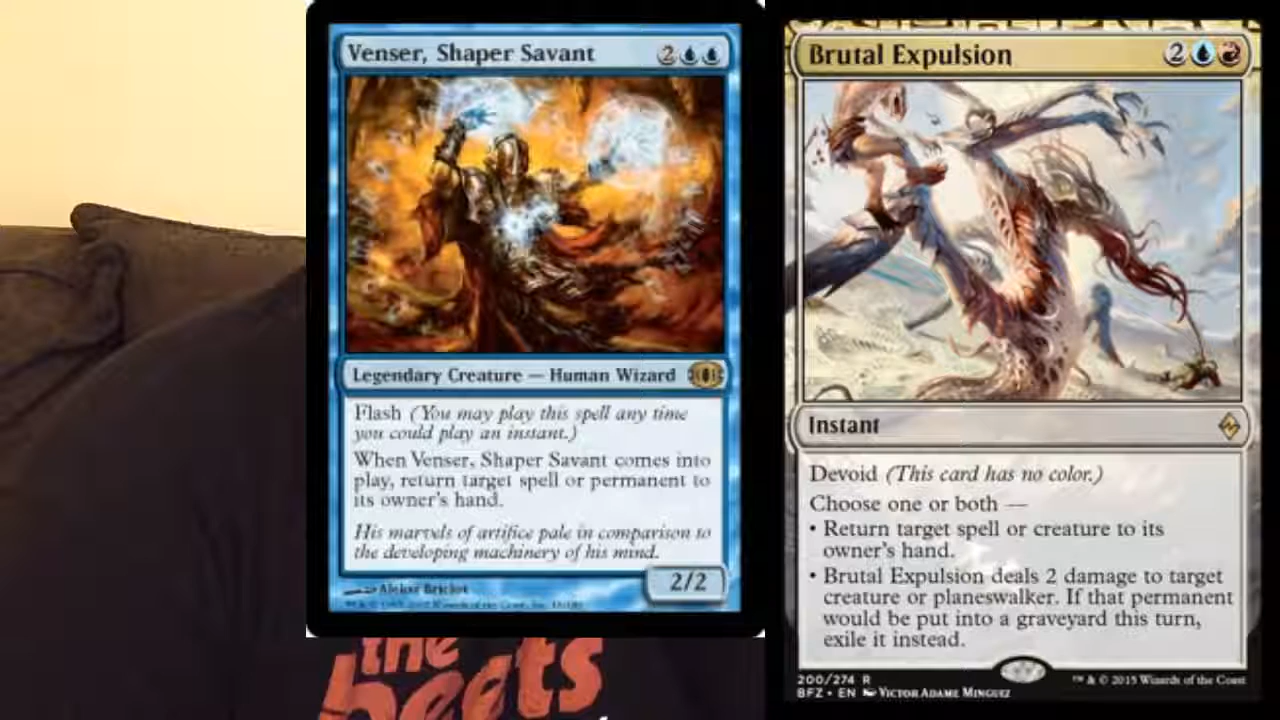 Venser, Shaper Savant 2
Legendary Creature — Human Wizard
Flash (You may play this spell any time
you could play an instant.)
When Venser, Shaper Savant comes into
play, return target spell or permanent to
its owner's hand.
His marvels of artifice pale in comparison to
the developing machinery of his mind.
2/2
the
beets
Brutal Expulsion 2
Instant
Devoid (This card has no color.)
Choose one or both —
• Return target spell or creature to its
owner's hand.
• Brutal Expulsion deals 2 damage to target
creature or planeswalker. If that permanent
would be put into a graveyard this turn,
exile it instead.
200/274 R
BFZ • EN Victor Adame Minguez
™ & © 2015 Wizards of the Coast